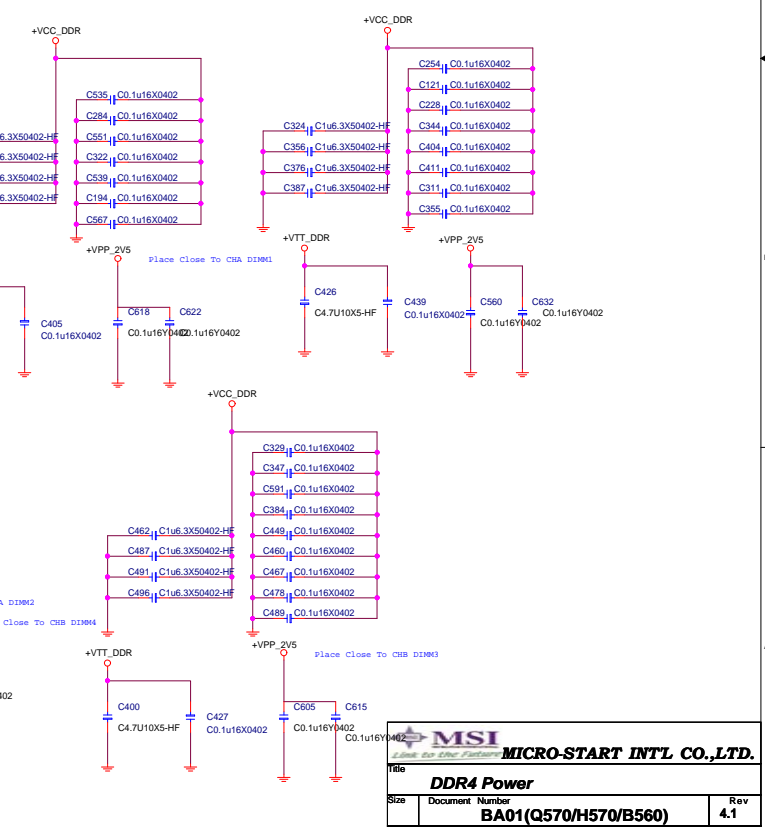 +VCC_DDR
C535 C0.1u16X0402
C284 C0.1u16X0402
C551 C0.1u16X0402
C322 C0.1u16X0402
C539 C0.1u16X0402
C194 C0.1u16X0402
C567 C0.1u16X0402
6.3X50402-HF
6.3X50402-HF
6.3X50402-HF
6.3X50402-HF
+VCC_DDR
C324 C1u6.3X50402-HF
C356 C1u6.3X50402-HF
C376 C1u6.3X50402-HF
C387 C1u6.3X50402-HF
C254 C0.1u16X0402
C121 C0.1u16X0402
C228 C0.1u16X0402
C344 C0.1u16X0402
C404 C0.1u16X0402
C411 C0.1u16X0402
C311 C0.1u16X0402
C355 C0.1u16X0402
+VPP_2V5
Place Close To CHA DIMM1
C405
C0.1u16X0402
C618
C0.1u16Y0402
C622
C0.1u16Y0402
+VTT_DDR
C426
C4.7U10X5-HF
C439
C0.1u16X0402
+VPP_2V5
C560
C0.1u16Y0402
C632
C0.1u16Y0402
+VCC_DDR
C462 C1u6.3X50402-HF
C487 C1u6.3X50402-HF
C491 C1u6.3X50402-HF
C496 C1u6.3X50402-HF
C329 C0.1u16X0402
C347 C0.1u16X0402
C591 C0.1u16X0402
C384 C0.1u16X0402
C449 C0.1u16X0402
C460 C0.1u16X0402
C467 C0.1u16X0402
C478 C0.1u16X0402
C489 C0.1u16X0402
A DIMM2
Close To CHB DIMM4
+VTT_DDR
402
C400
C4.7U10X5-HF
C427
C0.1u16X0402
+VPP_2V5
Place Close To CHB DIMM3
C605
C0.1u16Y0402
C615
C0.1u16Y0402
MSI
Link to the Future
MICRO-START INT'L CO.,LTD.
Title
DDR4 Power
Size Document Number Rev
BA01(Q570/H570/B560) 4.1